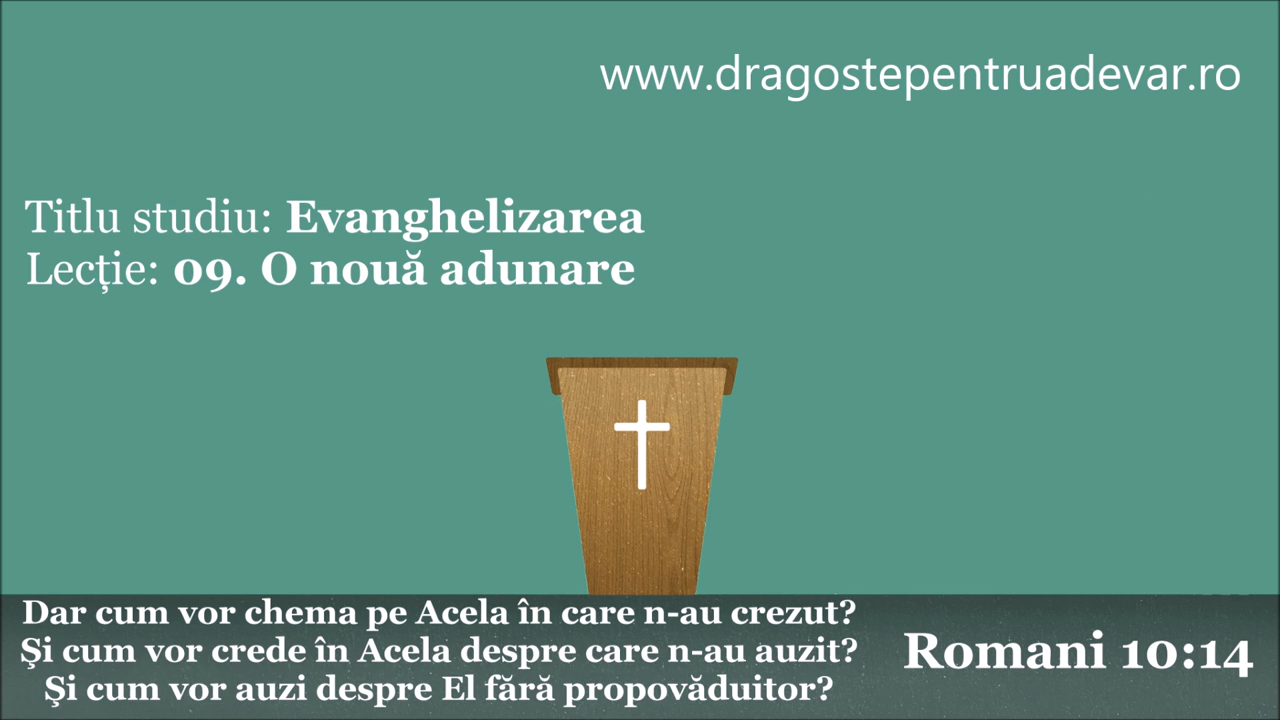 www.dragostepentruadevar.ro
Titlu studiu: Evanghelizarea
Lecție: 09. O nouă adunare
Dar cum vor chema pe Acela în care n-au crezut?
Şi cum vor crede în Acela despre care n-au auzit?
Şi cum vor auzi despre El fără propovăduitor?
Romani 10:14